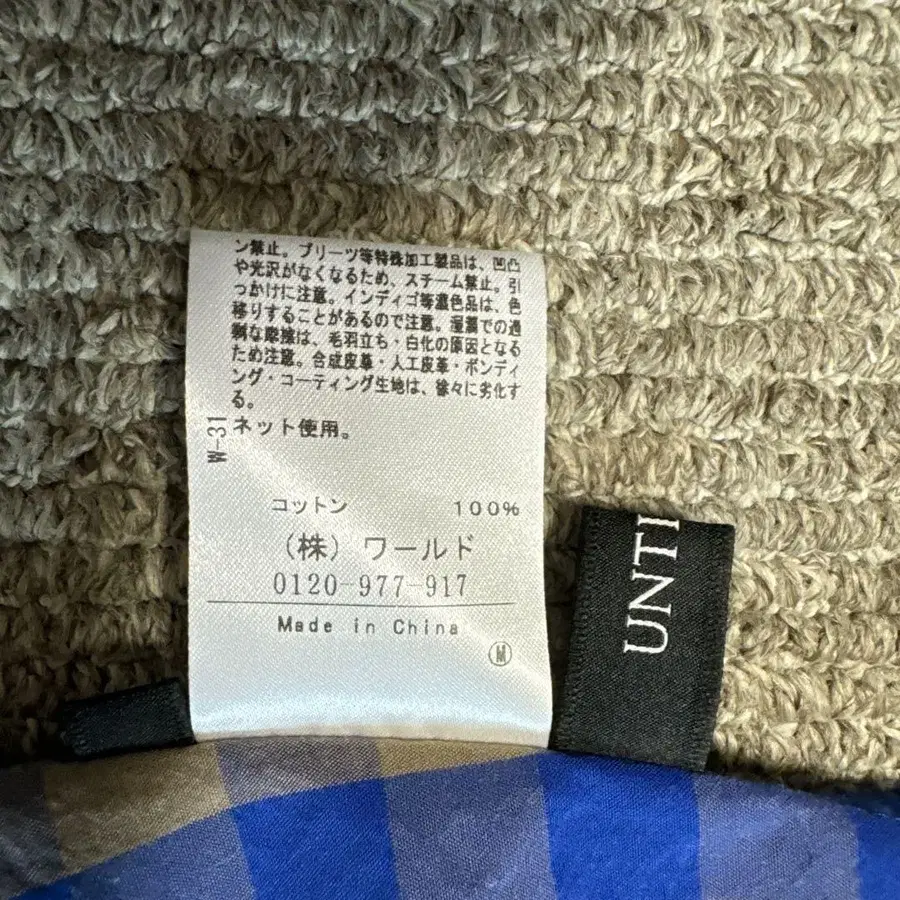 ン禁止。プリーツ等特殊加工製品は、凹凸
や光沢がなくなるため、スチーム禁止。引
っかけに注意。インディゴ等濃色品は、色
移りすることがあるので注意。湿潤での過
剰な摩擦は、毛羽立ち・白化の原因となる
ため注意。合成皮革・人工皮革・ボンディ
ング・コーティング生地は、徐々に劣化す
る。
ネット使用。
W-31
コットン 100%
(株) ワールド
0120-977-917
Made in China
M
UNTI